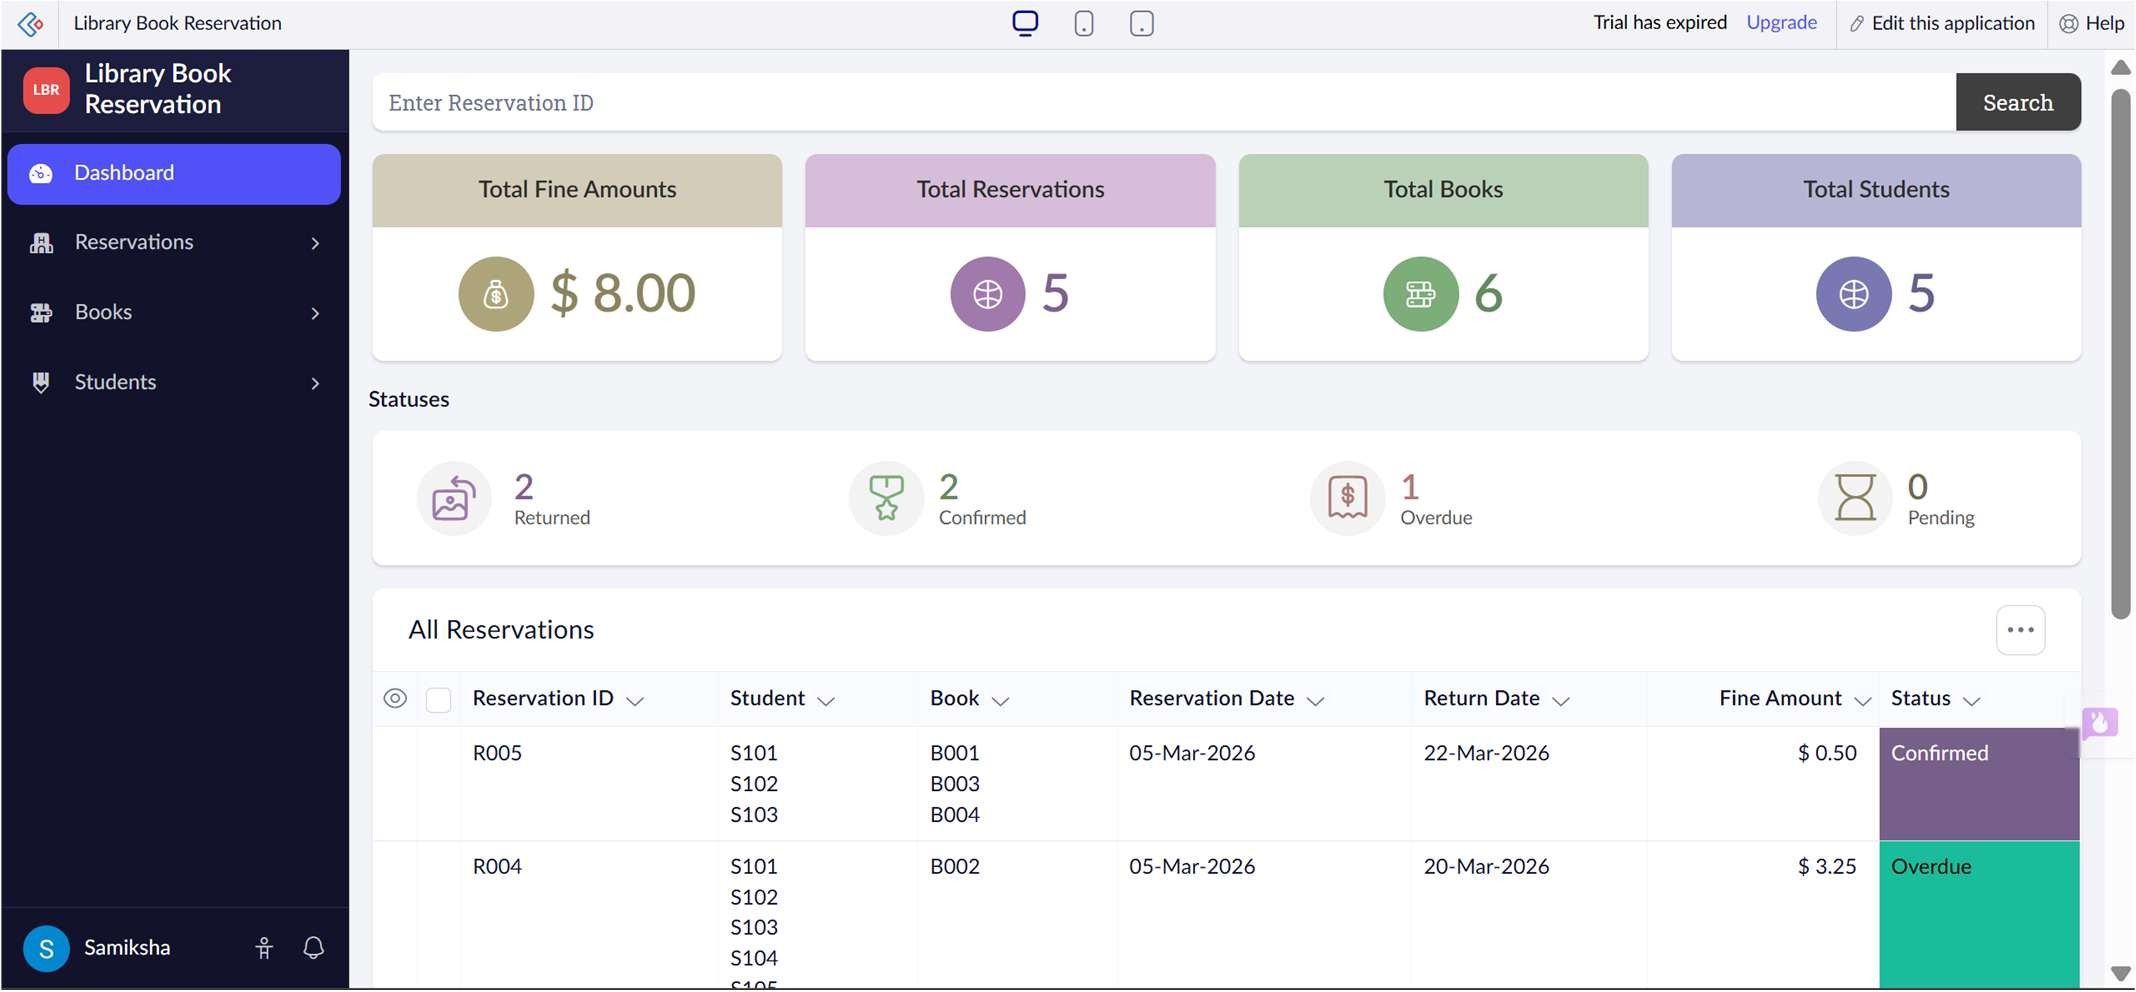 Library Book Reservation
Trial has expired
Upgrade
Edit this application
Help
LBR
Library Book
Reservation
Dashboard
Reservations
Books
Students
Samiksha
S
Enter Reservation ID
Search
Total Fine Amounts
$ 8.00
Total Reservations
5
Total Books
6
Total Students
5
Statuses
2
Returned
2
Confirmed
1
Overdue
0
Pending
All Reservations
Reservation ID
Student
Book
Reservation Date
Return Date
Fine Amount
Status
R005
S101
S102
S103
B001
B003
B004
05-Mar-2026
22-Mar-2026
$ 0.50
Confirmed
R004
S101
S102
S103
S104
S105
B002
05-Mar-2026
20-Mar-2026
$ 3.25
Overdue